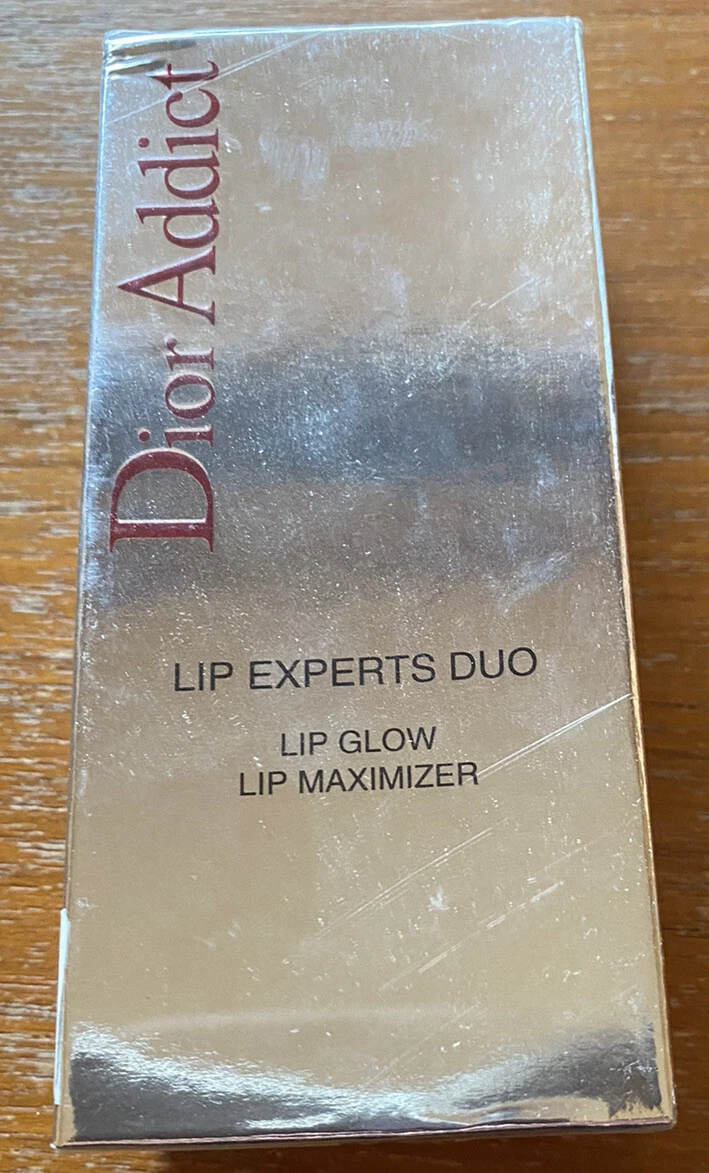 Dior Addict
LIP EXPERTS DUO
LIP GLOW
LIP MAXIMIZER